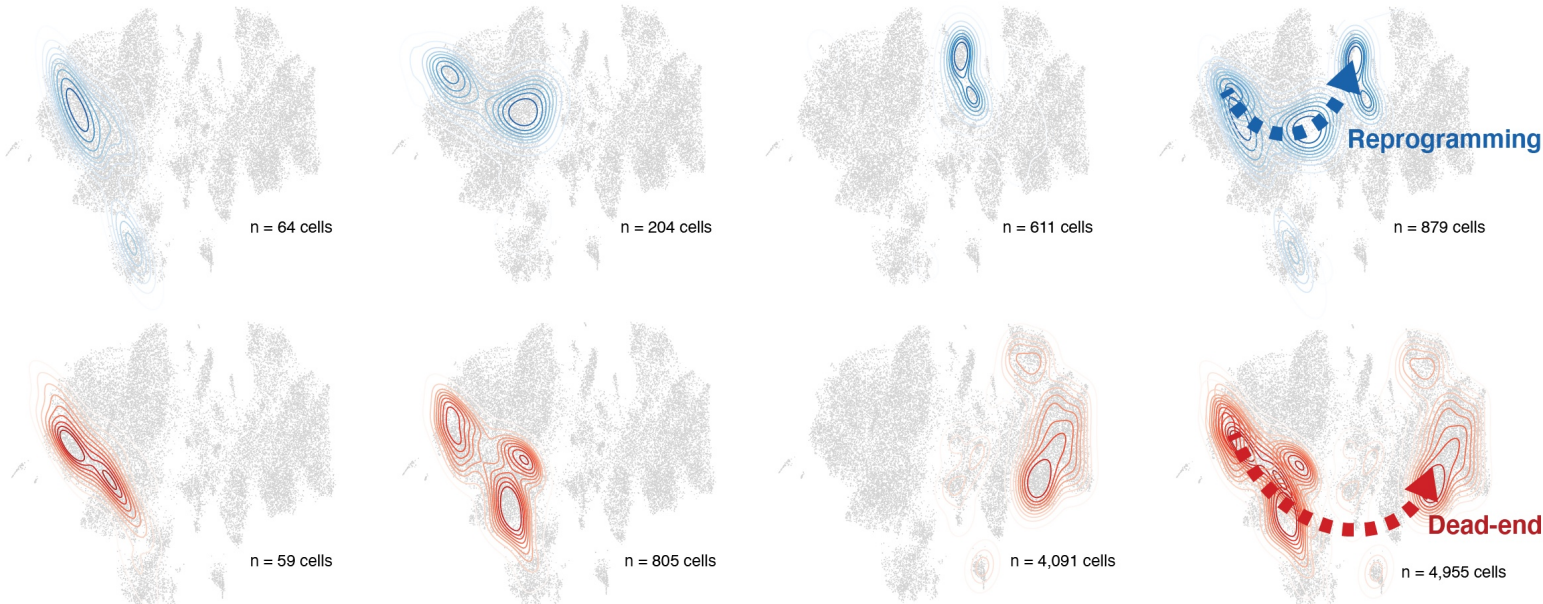 Reprogramming
n = 64 cells
n = 204 cells
n = 611 cells
n = 879 cells
Dead-end
n = 59 cells
n = 805 cells
n = 4,091 cells
n = 4,955 cells